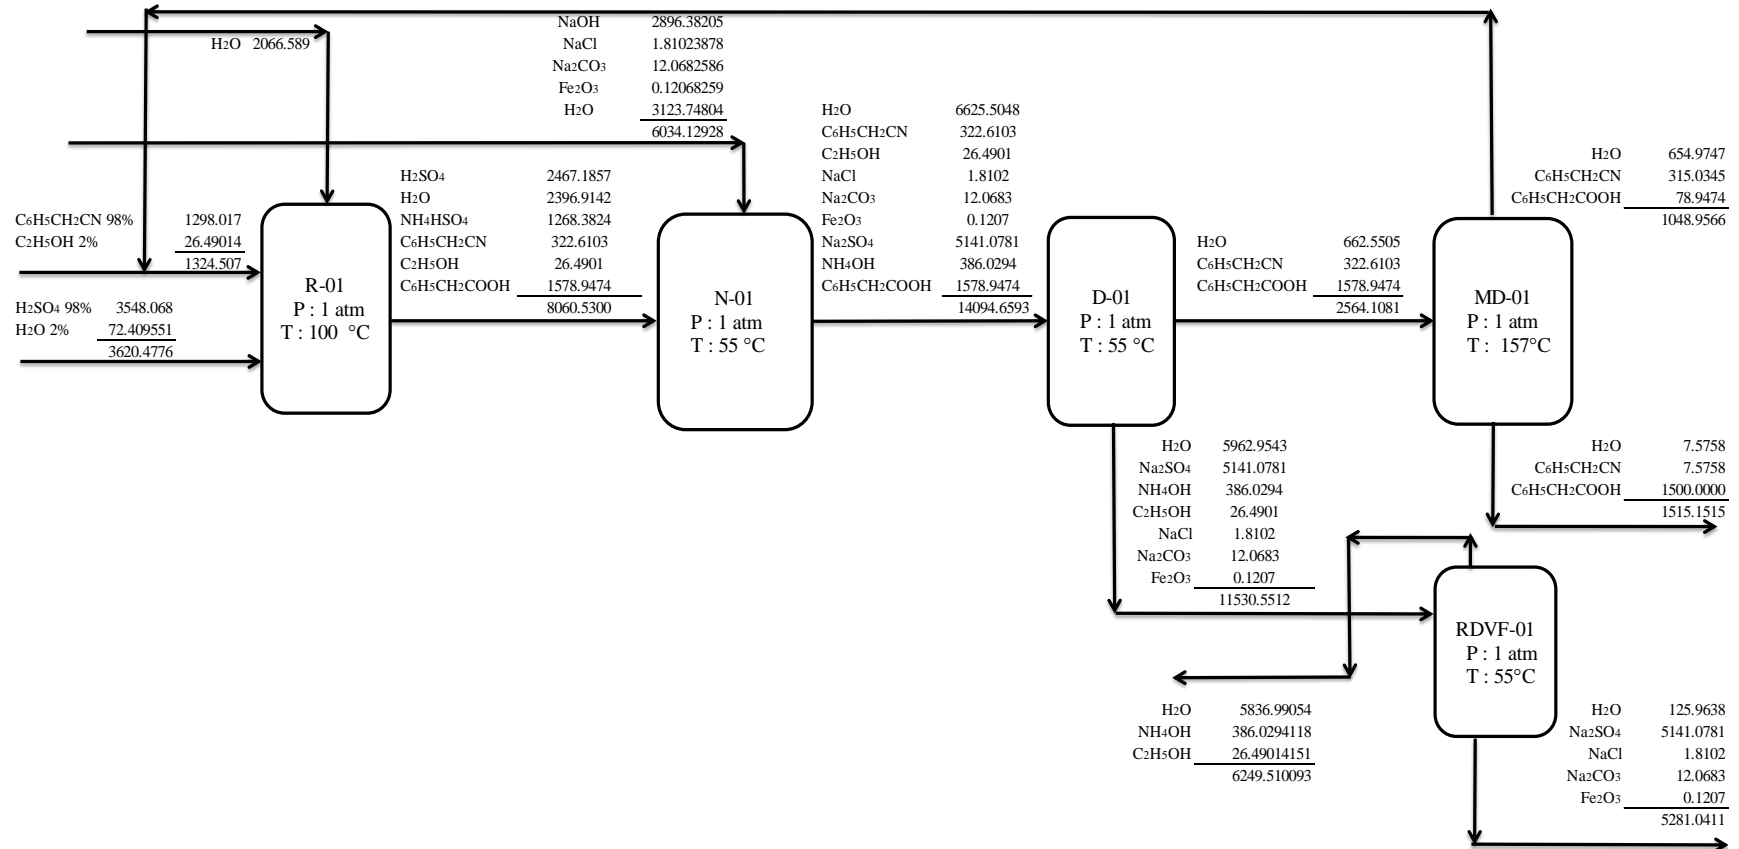 H2O 2066.589
NaOH 2896.38205
NaCl 1.81023878
Na2CO3 12.0682586
Fe2O3 0.12068259
H2O 3123.74804
6034.12928
C6H5CH2CN 98% 1298.017
C2H5OH 2% 26.49014
1324.507
H2SO4 98% 3548.068
H2O 2% 72.409551
3620.4776
R-01
P : 1 atm
T : 100 °C
H2SO4 2467.1857
H2O 2396.9142
NH4HSO4 1268.3824
C6H5CH2CN 322.6103
C2H5OH 26.4901
C6H5CH2COOH 1578.9474
8060.5300
N-01
P : 1 atm
T : 55 °C
H2O 6625.5048
C6H5CH2CN 322.6103
C2H5OH 26.4901
NaCl 1.8102
Na2CO3 12.0683
Fe2O3 0.1207
Na2SO4 5141.0781
NH4OH 386.0294
C6H5CH2COOH 1578.9474
14094.6593
D-01
P : 1 atm
T : 55 °C
H2O 662.5505
C6H5CH2CN 322.6103
C6H5CH2COOH 1578.9474
2564.1081
MD-01
P : 1 atm
T : 157°C
H2O 654.9747
C6H5CH2CN 315.0345
C6H5CH2COOH 78.9474
1048.9566
H2O 7.5758
C6H5CH2CN 7.5758
C6H5CH2COOH 1500.0000
1515.1515
H2O 5962.9543
Na2SO4 5141.0781
NH4OH 386.0294
C2H5OH 26.4901
NaCl 1.8102
Na2CO3 12.0683
Fe2O3 0.1207
11530.5512
RDVF-01
P : 1 atm
T : 55°C
H2O 5836.99054
NH4OH 386.0294118
C2H5OH 26.49014151
6249.510093
H2O 125.9638
Na2SO4 5141.0781
NaCl 1.8102
Na2CO3 12.0683
Fe2O3 0.1207
5281.0411